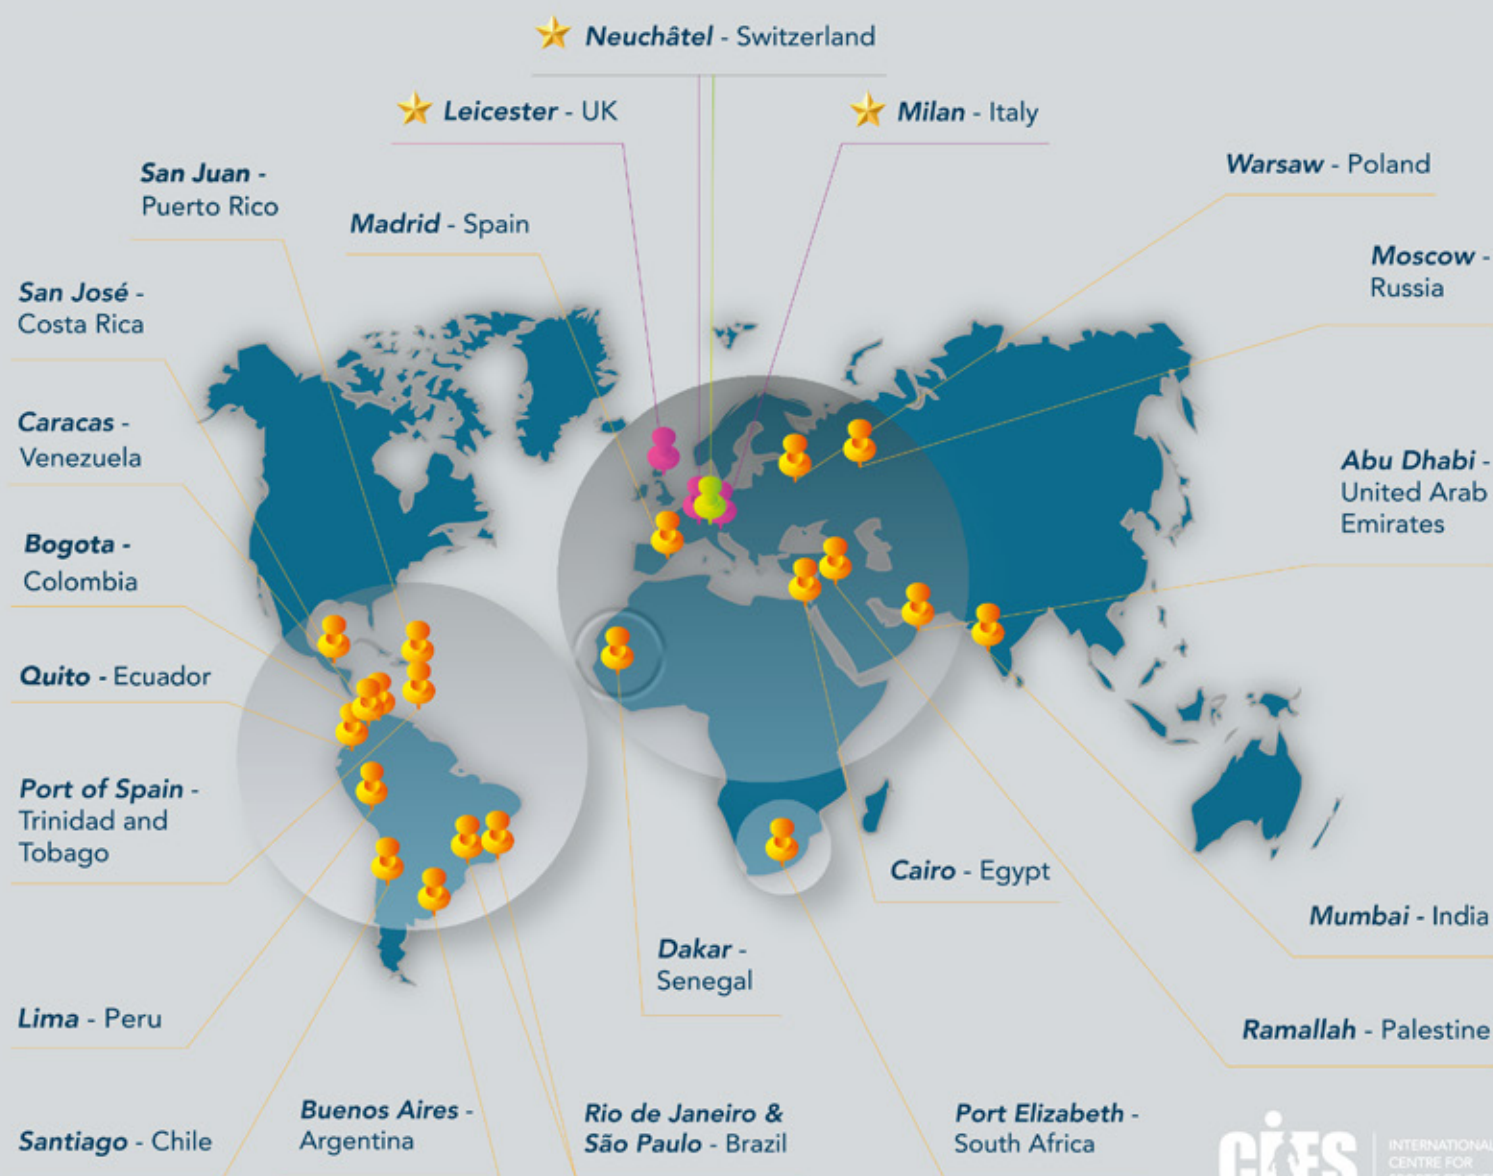 Neuchâtel - Switzerland
Leicester - UK
Milan - Italy
San Juan -
Puerto Rico
Madrid - Spain
Warsaw - Poland
Moscow -
Russia
San José -
Costa Rica
Caracas -
Venezuela
Abu Dhabi -
United Arab
Emirates
Bogota -
Colombia
Quito - Ecuador
Port of Spain -
Trinidad and
Tobago
Cairo - Egypt
Mumbai - India
Dakar -
Senegal
Lima - Peru
Ramallah - Palestine
Santiago - Chile
Buenos Aires -
Argentina
Rio de Janeiro &
São Paulo - Brazil
Port Elizabeth -
South Africa
CIES
INTERNATIONAL
CENTRE FOR